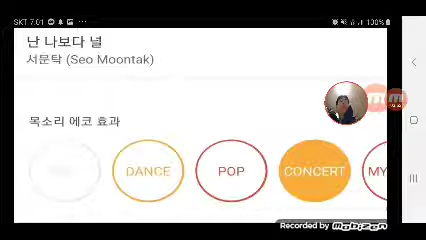 SKT 7.01
100%
난 나보다 널
서문탁 (Seo Moontak)
목소리 에코 효과
DANCE
POP
CONCERT
MY
Recorded by mobizen